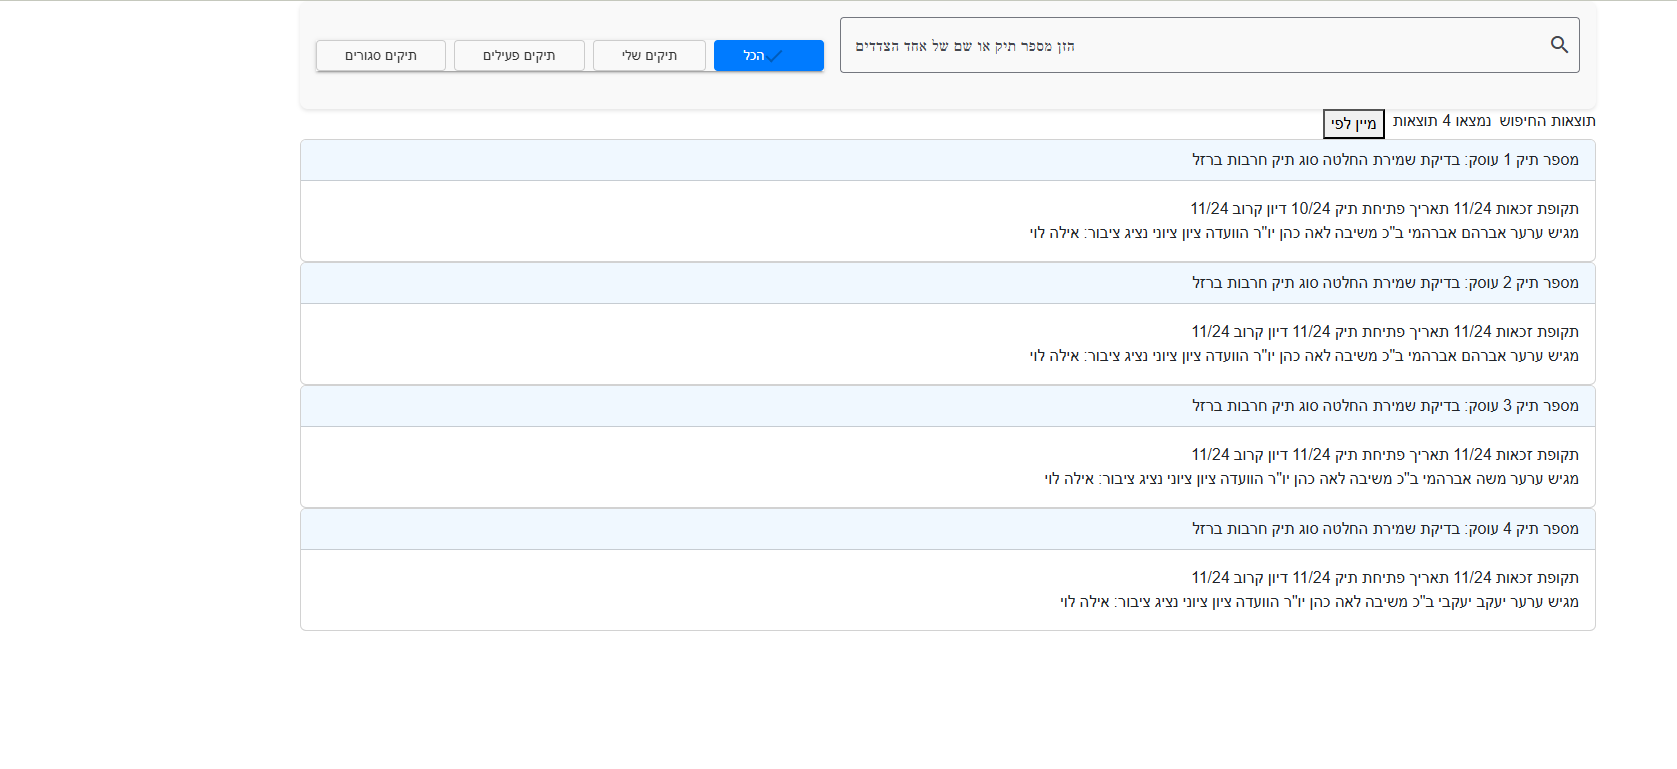 הזן מספר תיק או שם של אחד הצדדים
הכל
תיקים שלי
תיקים פעילים
תיקים סגורים
תוצאות החיפוש נמצאו 4 תוצאות מיין לפי
מספר תיק 1 עוסק: בדיקת שמירת החלטה סוג תיק חרבות ברזל
תקופת זכאות 11/24 תאריך פתיחת תיק 10/24 דיון קרוב 11/24
מגיש ערער אברהם אברהמי ב"כ משיבה לאה כהן יו"ר הוועדה ציון ציוני נציג ציבור: אילה לוי
מספר תיק 2 עוסק: בדיקת שמירת החלטה סוג תיק חרבות ברזל
תקופת זכאות 11/24 תאריך פתיחת תיק 11/24 דיון קרוב 11/24
מגיש ערער אברהם אברהמי ב"כ משיבה לאה כהן יו"ר הוועדה ציון ציוני נציג ציבור: אילה לוי
מספר תיק 3 עוסק: בדיקת שמירת החלטה סוג תיק חרבות ברזל
תקופת זכאות 11/24 תאריך פתיחת תיק 11/24 דיון קרוב 11/24
מגיש ערער משה אברהמי ב"כ משיבה לאה כהן יו"ר הוועדה ציון ציוני נציג ציבור: אילה לוי
מספר תיק 4 עוסק: בדיקת שמירת החלטה סוג תיק חרבות ברזל
תקופת זכאות 11/24 תאריך פתיחת תיק 11/24 דיון קרוב 11/24
מגיש ערער יעקב יעקבי ב"כ משיבה לאה כהן יו"ר הוועדה ציון ציוני נציג ציבור: אילה לוי